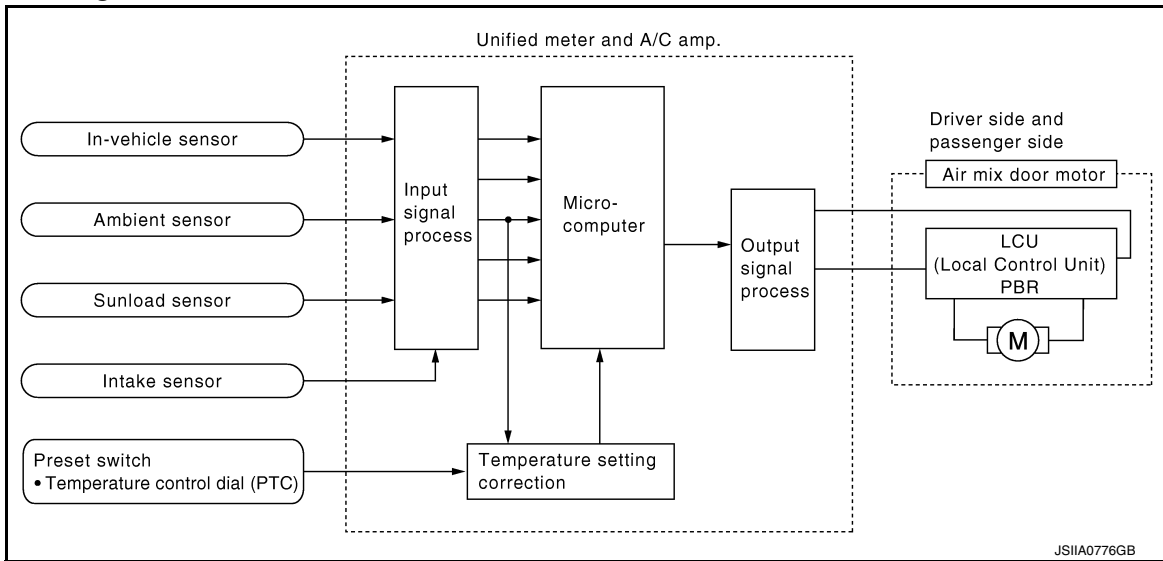 Unified meter and A/C amp.
In-vehicle sensor
Ambient sensor
Sunload sensor
Intake sensor
Preset switch
• Temperature control dial (PTC)
Input
signal
process
Micro-
computer
Temperature setting
correction
Output
signal
process
Driver side and
passenger side
Air mix door motor
LCU
(Local Control Unit)
PBR
M
JSIIA0776GB